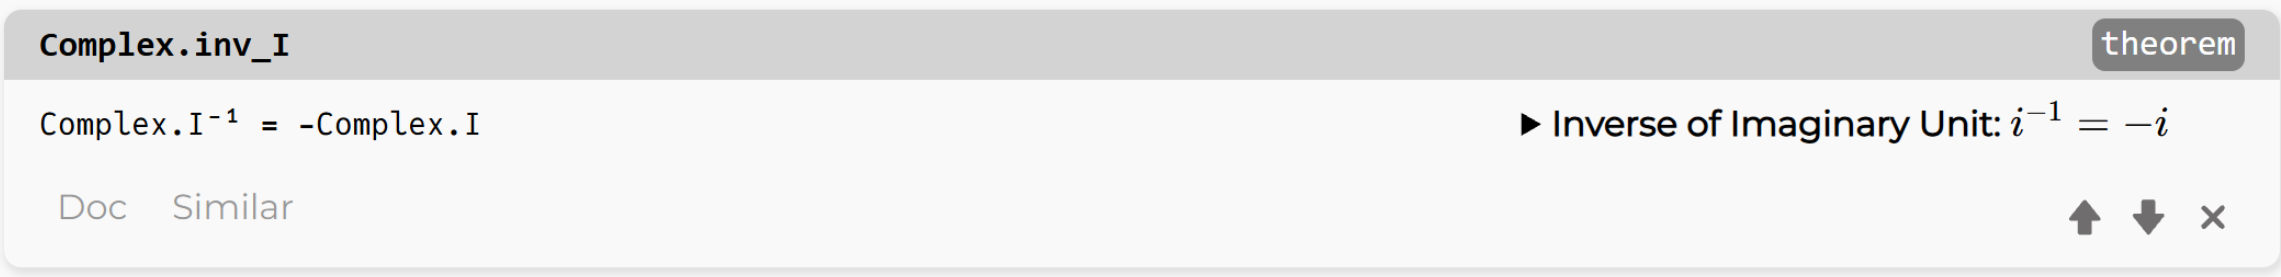 Complex.inv_I theorem
Complex.I⁻¹ = -Complex.I ▶ Inverse of Imaginary Unit: i⁻¹ = −i
Doc Similar